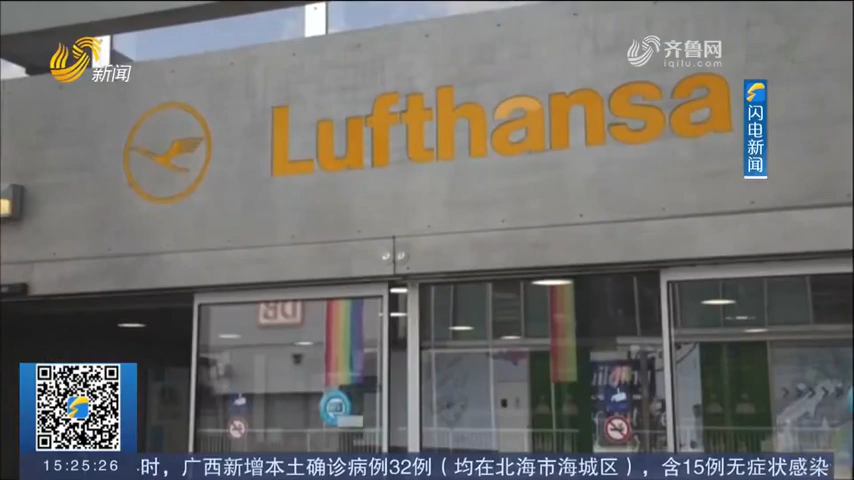 新闻
齐鲁网
iqilu.com
Lufthansa
闪电新闻
DB
15:25:26
时，广西新增本土确诊病例32例（均在北海市海城区），含15例无症状感染